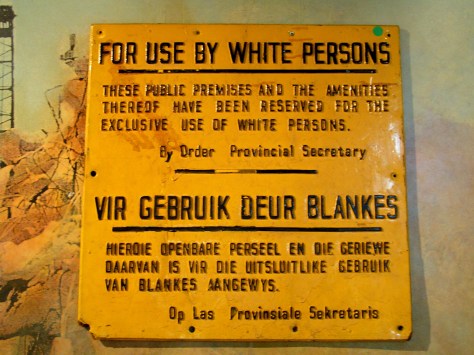 FOR USE BY WHITE PERSONS
THESE PUBLIC PREMISES AND THE AMENITIES
THEREOF HAVE BEEN RESERVED FOR THE
EXCLUSIVE USE OF WHITE PERSONS.
By Order Provincial Secretary
VIR GEBRUIK DEUR BLANKES
HIERDIE OPENBARE PERSEEL EN DIE GERIEWE
DAARVAN IS VIR DIE UITSLUITLIKE GEBRUIK
VAN BLANKES AANGEWYS.
Op Las Provinsiale Sekretaris